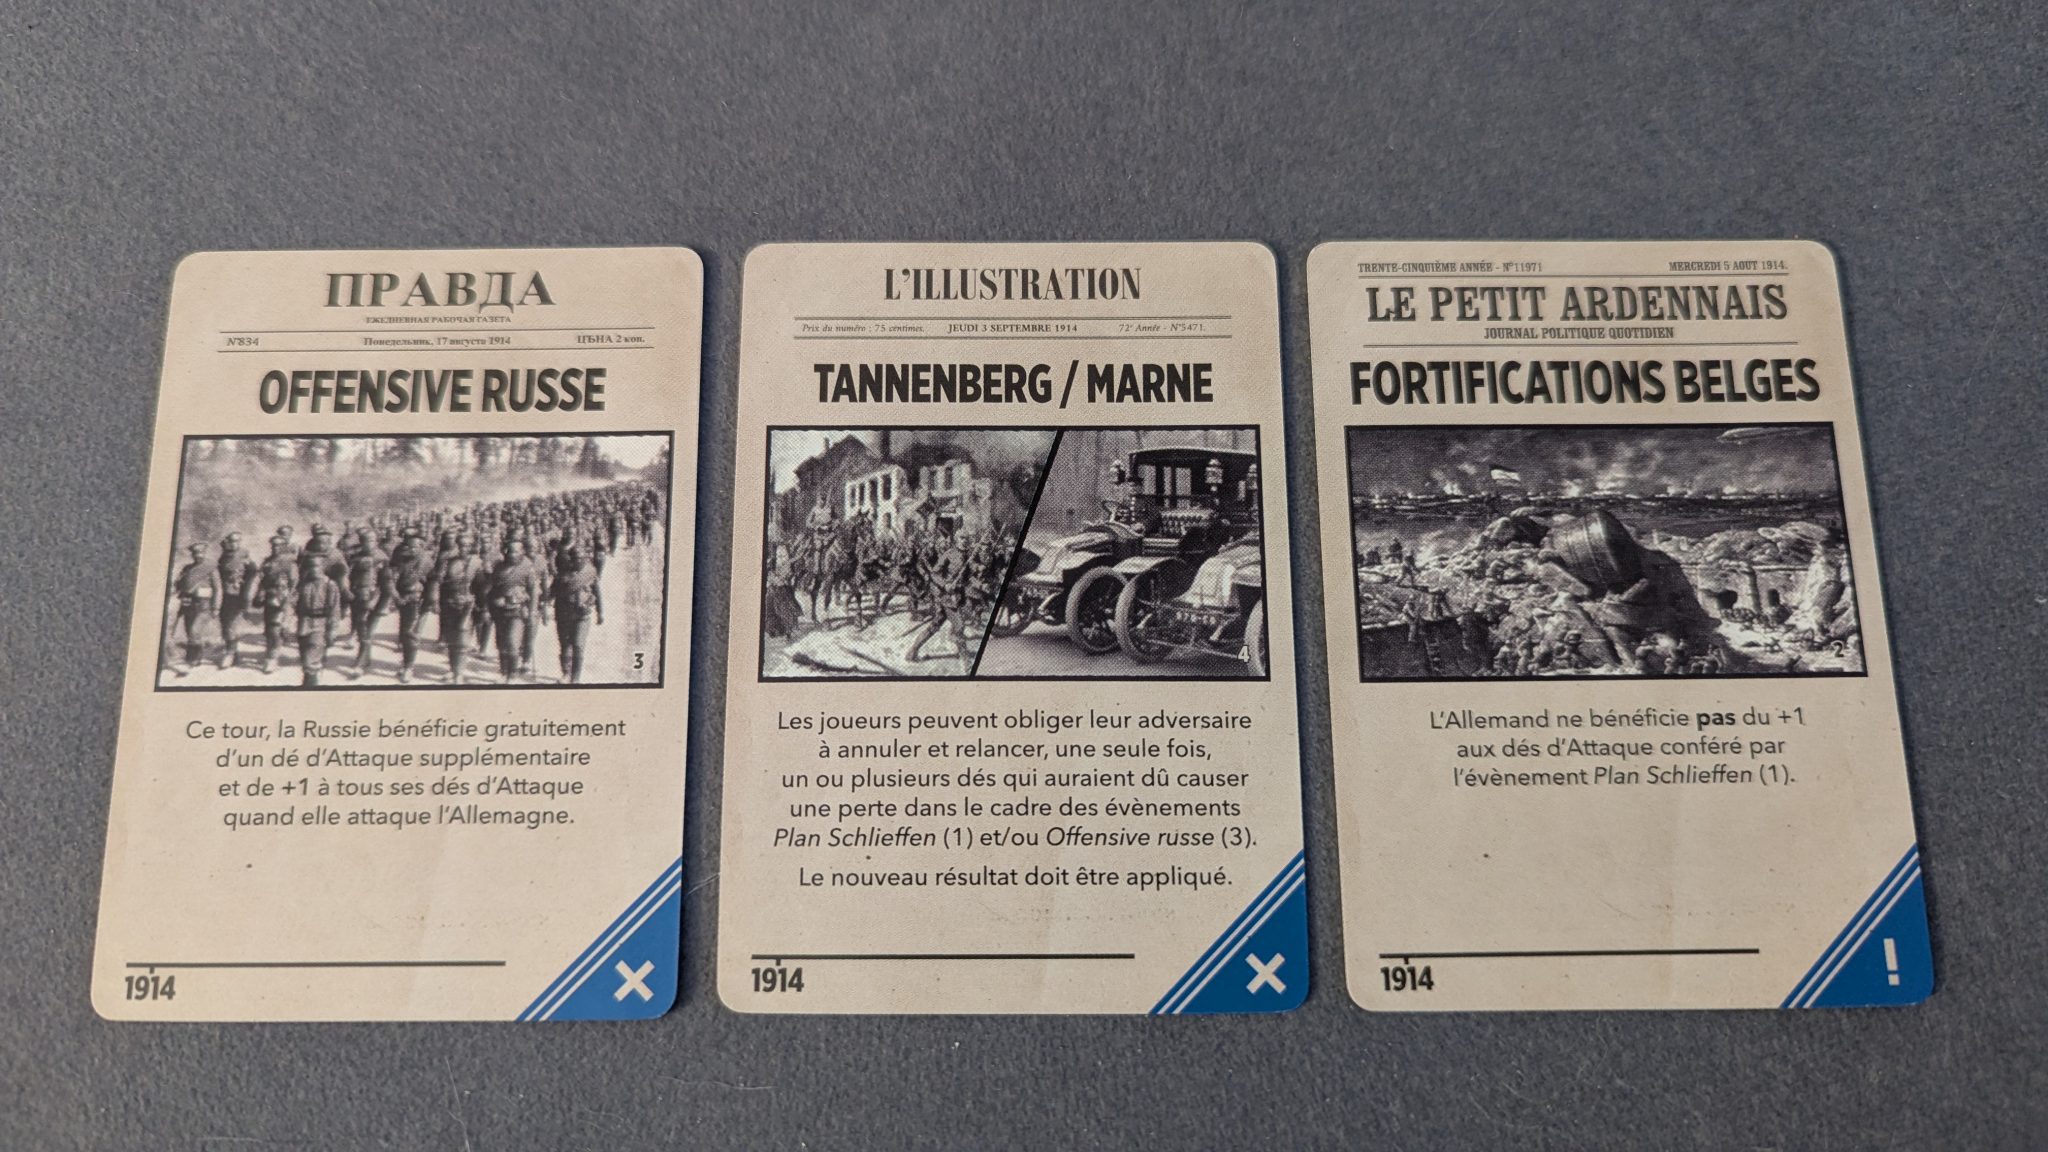 ПРАВДА
ЕЖЕДНЕВНАЯ РАБОЧАЯ ГАЗЕТА
N°834 Понедельник, 17 августа 1914 ЦѢНА 2 коп.
OFFENSIVE RUSSE
3
Ce tour, la Russie bénéficie gratuitement
d'un dé d'Attaque supplémentaire
et de +1 à tous ses dés d'Attaque
quand elle attaque l'Allemagne.
1914
L'ILLUSTRATION
Prix du numéro ; 75 centimes. JEUDI 3 SEPTEMBRE 1914 72e Année - N°5471.
TANNENBERG / MARNE
4
Les joueurs peuvent obliger leur adversaire
à annuler et relancer, une seule fois,
un ou plusieurs dés qui auraient dû causer
une perte dans le cadre des évènements
Plan Schlieffen (1) et/ou Offensive russe (3).
Le nouveau résultat doit être appliqué.
1914
TRENTE-CINQUIÈME ANNÉE - N°11971 MERCREDI 5 AOUT 1914.
LE PETIT ARDENNAIS
JOURNAL POLITIQUE QUOTIDIEN
FORTIFICATIONS BELGES
2
L'Allemand ne bénéficie pas du +1
aux dés d'Attaque conféré par
l'évènement Plan Schlieffen (1).
1914
!